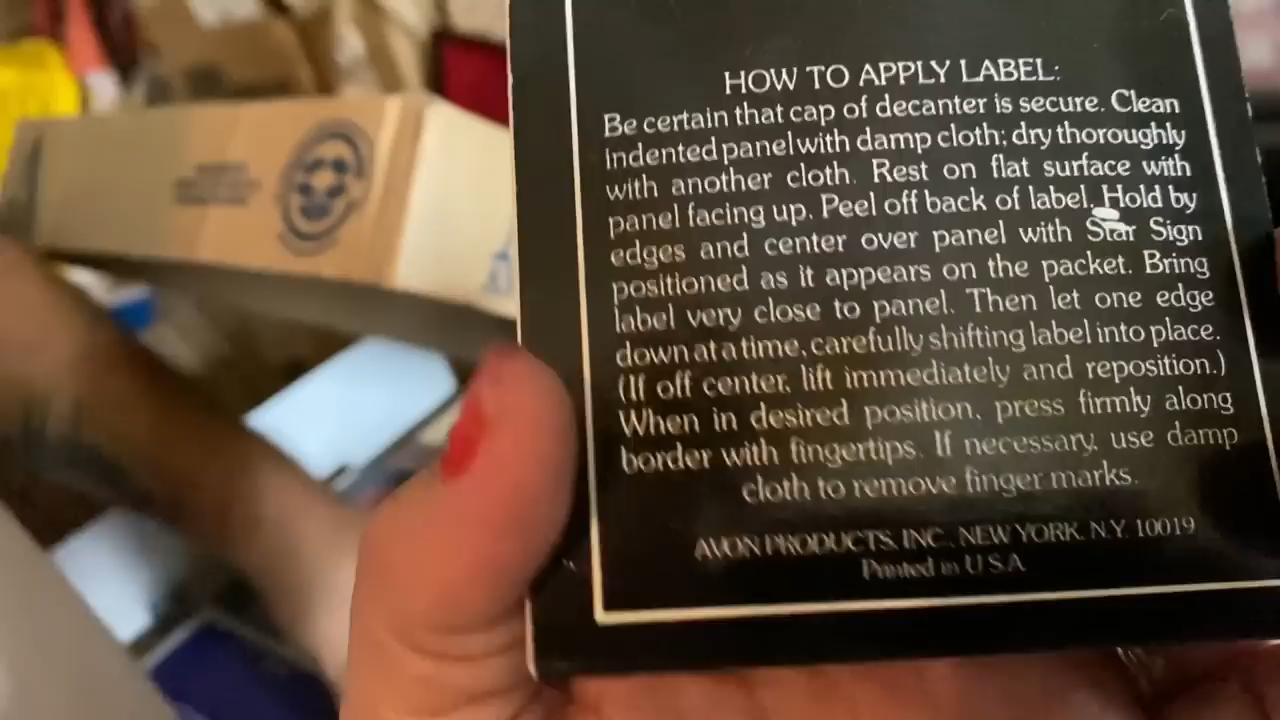 HOW TO APPLY LABEL:
Be certain that cap of decanter is secure. Clean
indented panel with damp cloth; dry thoroughly
with another cloth. Rest on flat surface with
panel facing up. Peel off back of label. Hold by
edges and center over panel with Star Sign
positioned as it appears on the packet. Bring
label very close to panel. Then let one edge
down at a time, carefully shifting label into place.
(If off center, lift immediately and reposition.)
When in desired position, press firmly along
border with fingertips. If necessary, use damp
cloth to remove finger marks.
AVON PRODUCTS, INC., NEW YORK, N.Y. 10019
Printed in U S A